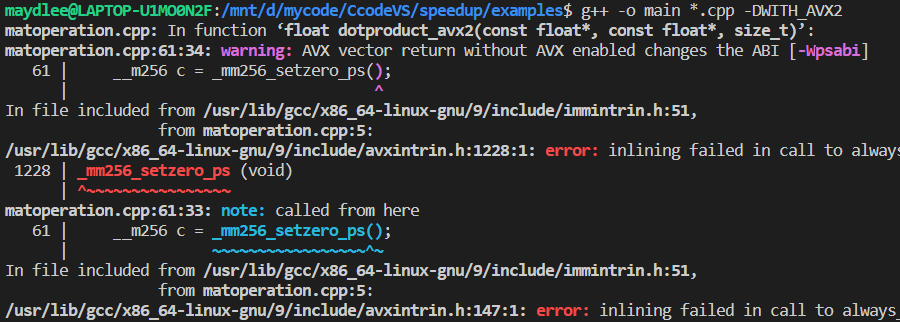 maydlee@LAPTOP-U1MO0N2F:/mnt/d/mycode/CcodeVS/speedup/examples$ g++ -o main *.cpp -DWITH_AVX2
matoperation.cpp: In function ‘float dotproduct_avx2(const float*, const float*, size_t)’:
matoperation.cpp:61:34: warning: AVX vector return without AVX enabled changes the ABI [-Wpsabi]
   61 |     __m256 c = _mm256_setzero_ps();
      |                                  ^
In file included from /usr/lib/gcc/x86_64-linux-gnu/9/include/immintrin.h:51,
                 from matoperation.cpp:5:
/usr/lib/gcc/x86_64-linux-gnu/9/include/avxintrin.h:1228:1: error: inlining failed in call to always
 1228 | _mm256_setzero_ps (void)
      | ^~~~~~~~~~~~~~~~~
matoperation.cpp:61:33: note: called from here
   61 |     __m256 c = _mm256_setzero_ps();
      |                ~~~~~~~~~~~~~~~~~^~
In file included from /usr/lib/gcc/x86_64-linux-gnu/9/include/immintrin.h:51,
                 from matoperation.cpp:5:
/usr/lib/gcc/x86_64-linux-gnu/9/include/avxintrin.h:147:1: error: inlining failed in call to always_